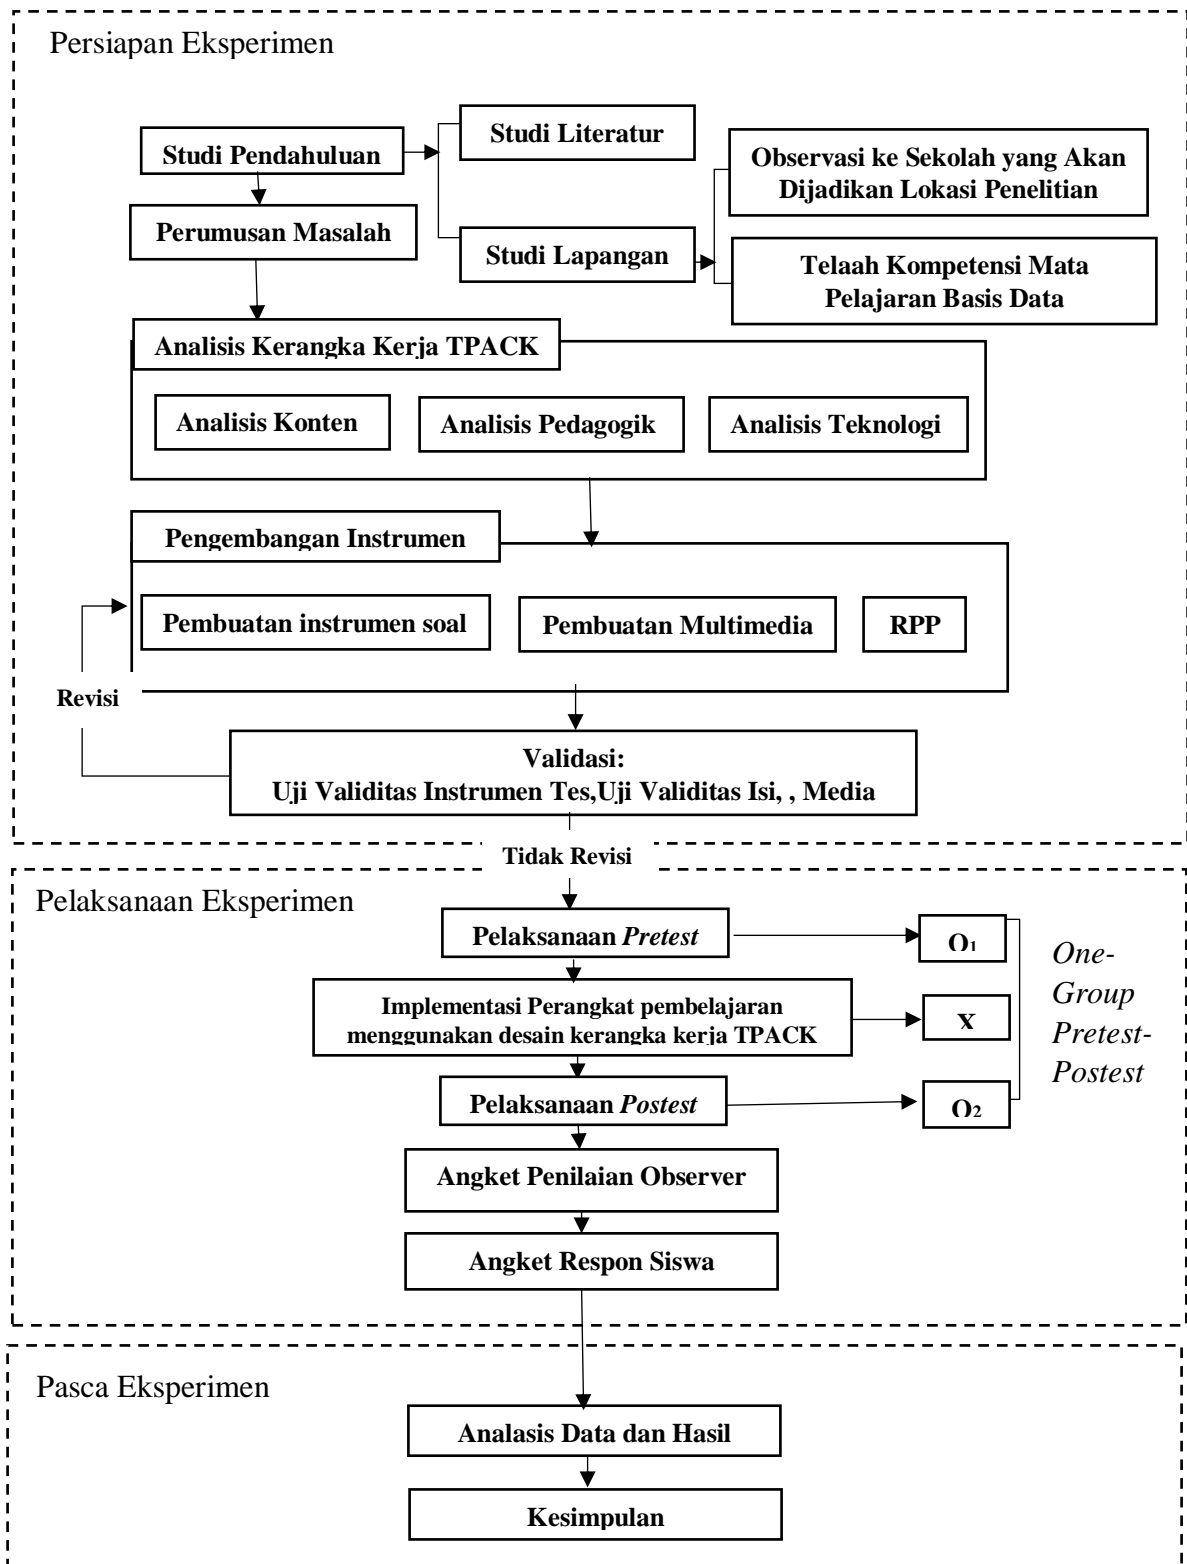 Persiapan Eksperimen
Studi Pendahuluan
Studi Literatur
Observasi ke Sekolah yang Akan
Dijadikan Lokasi Penelitian
Perumusan Masalah
Studi Lapangan
Telaah Kompetensi Mata
Pelajaran Basis Data
Analisis Kerangka Kerja TPACK
Analisis Konten
Analisis Pedagogik
Analisis Teknologi
Pengembangan Instrumen
Pembuatan instrumen soal
Pembuatan Multimedia
RPP
Revisi
Validasi:
Uji Validitas Instrumen Tes,Uji Validitas Isi, , Media
Tidak Revisi
Pelaksanaan Eksperimen
Pelaksanaan Pretest
O1
Implementasi Perangkat pembelajaran
menggunakan desain kerangka kerja TPACK
X
Pelaksanaan Postest
O2
One-
Group
Pretest-
Postest
Angket Penilaian Observer
Angket Respon Siswa
Pasca Eksperimen
Analasis Data dan Hasil
Kesimpulan